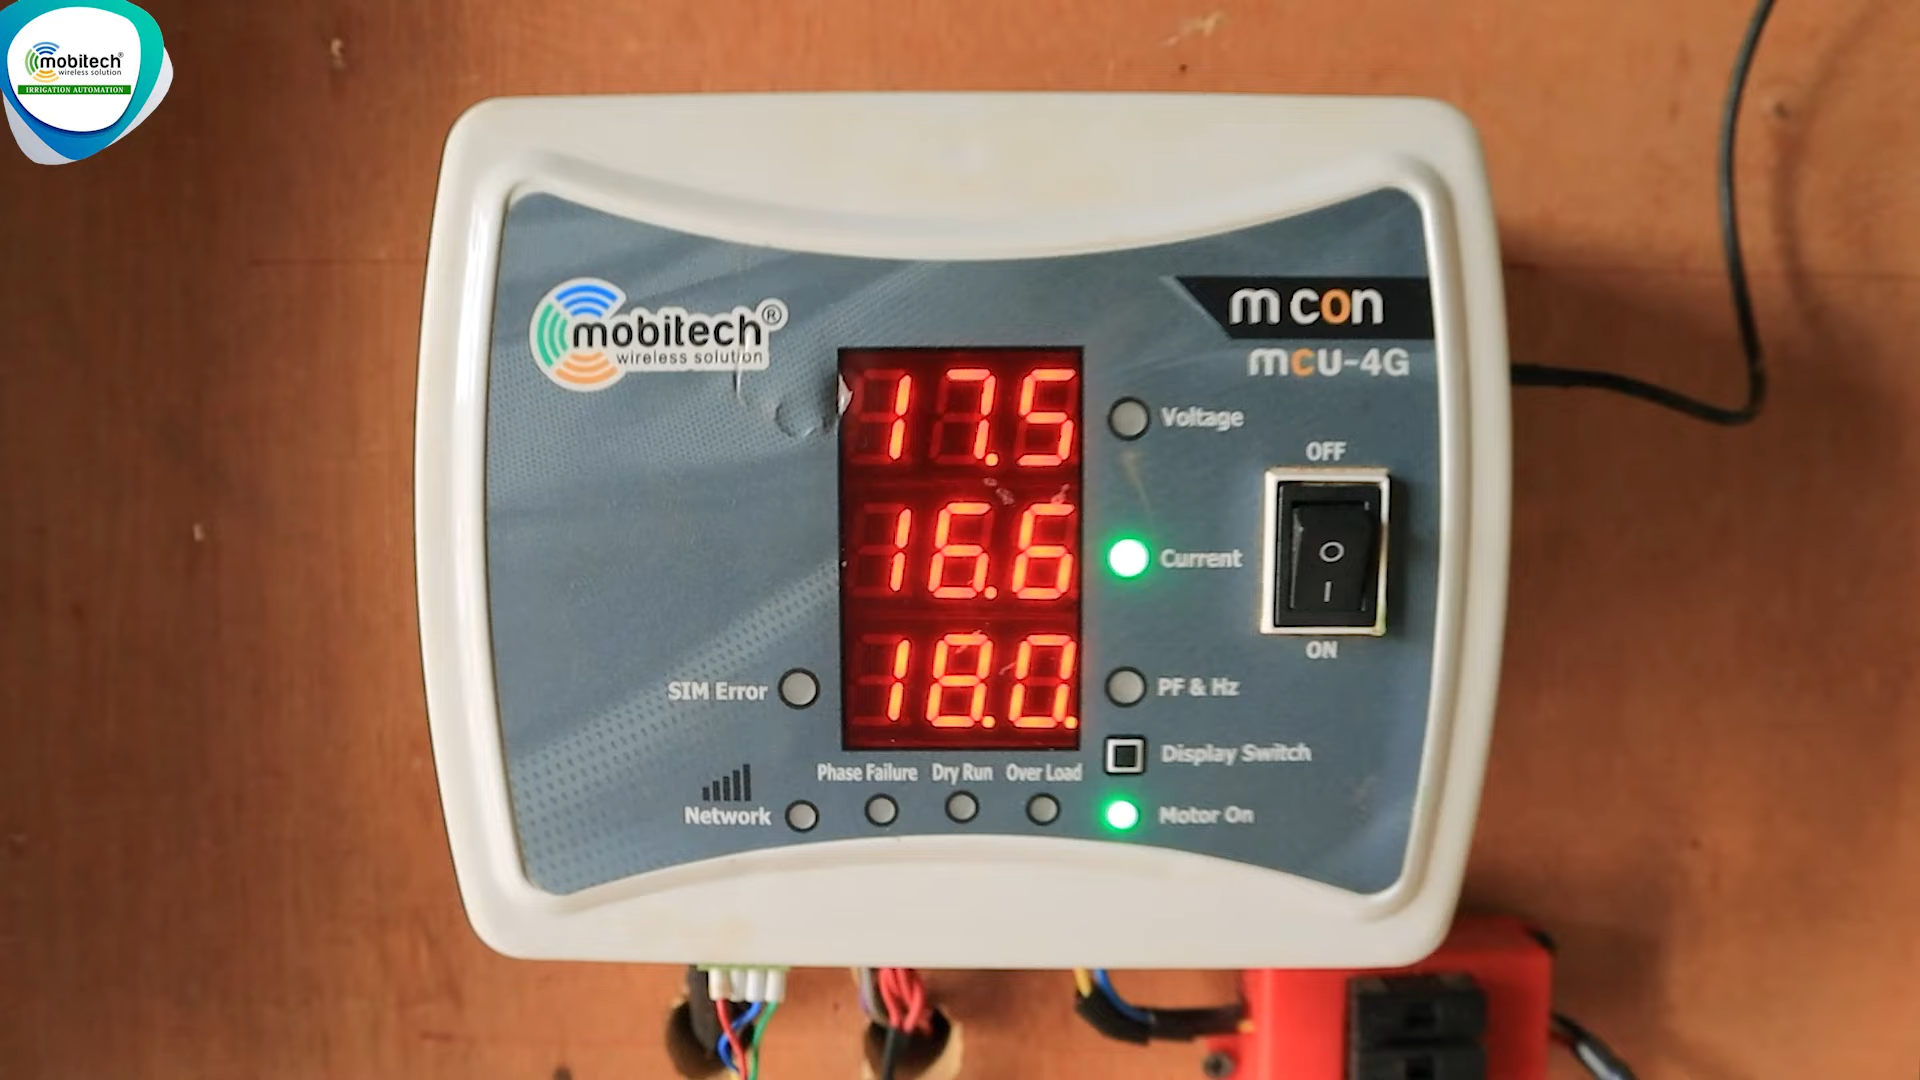 mobitech®
wireless solution
IRRIGATION AUTOMATION
mobitech®
wireless solution
m con
mcu-4G
17.5
16.6
18.0.
Voltage
Current
PF & Hz
Display Switch
Motor On
OFF
O
I
ON
SIM Error
Network
Phase Failure
Dry Run
Over Load